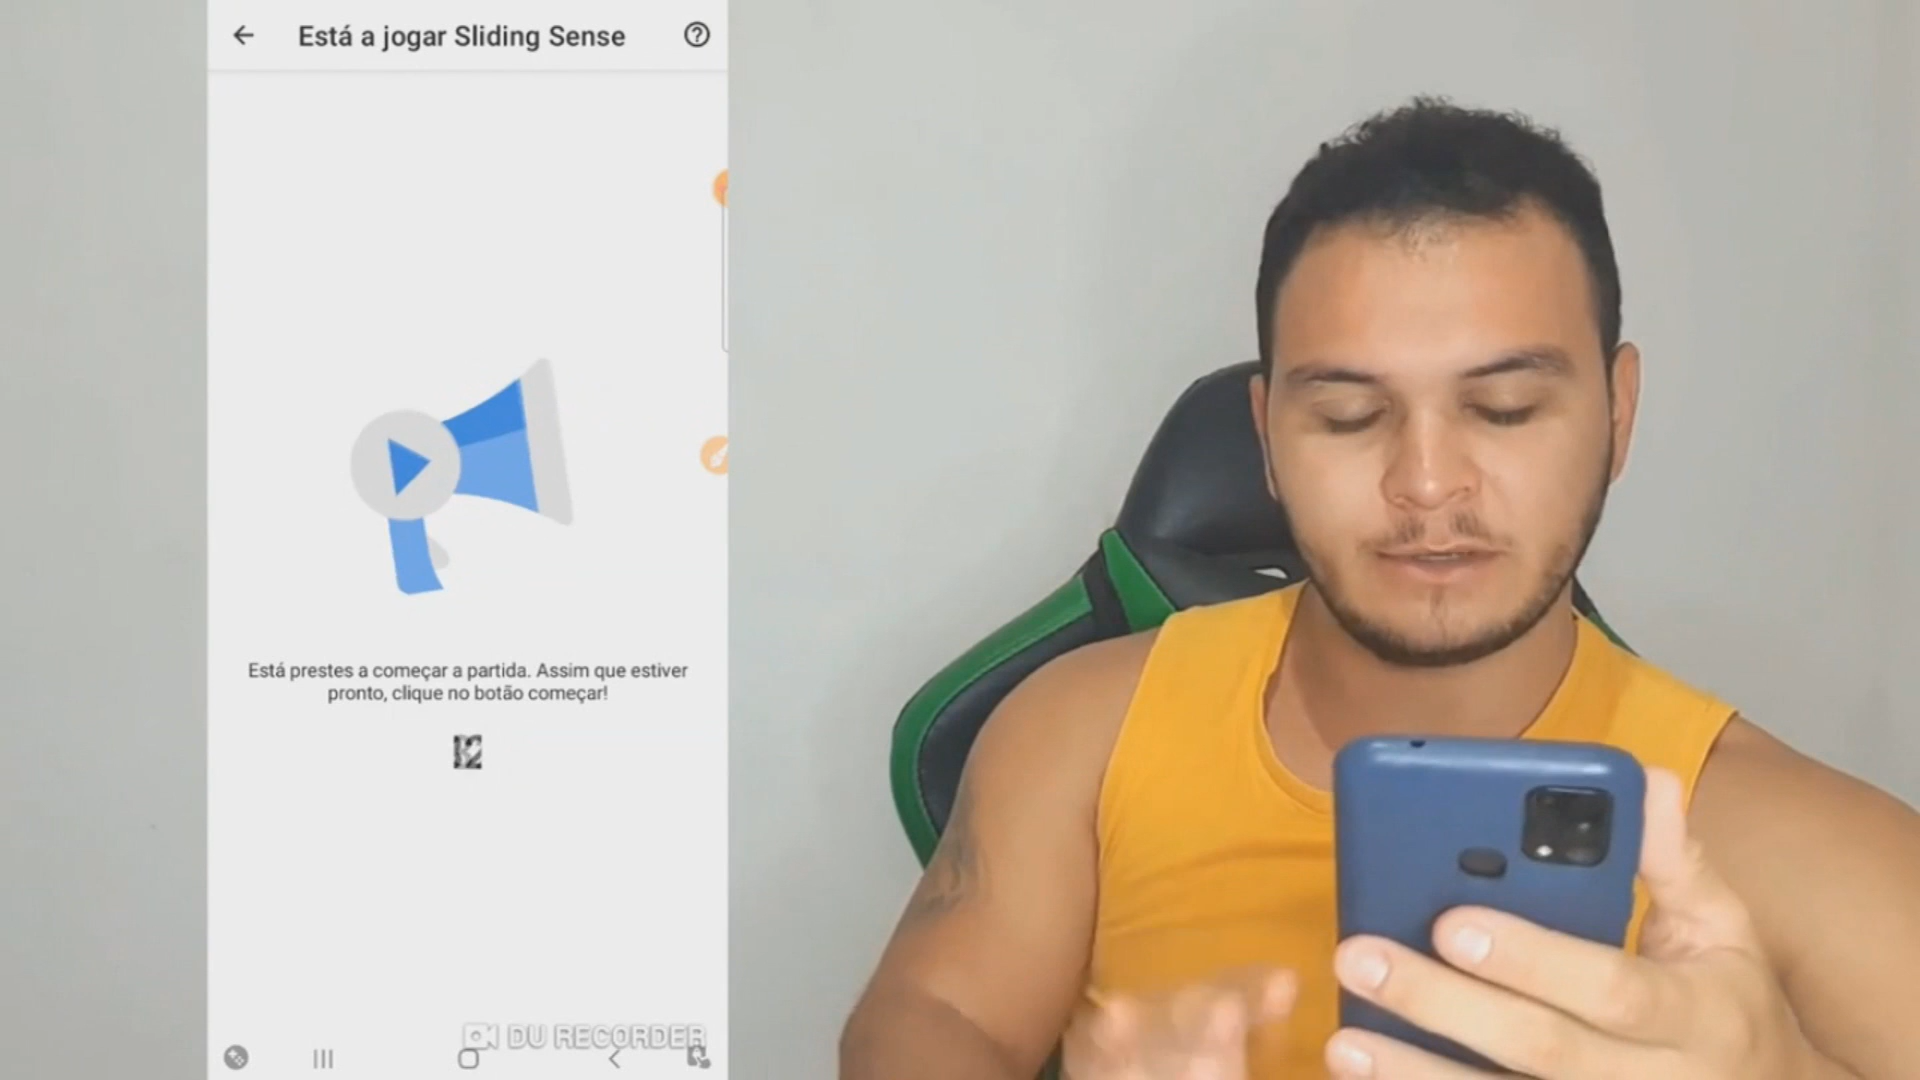 Está a jogar Sliding Sense
Está prestes a começar a partida. Assim que estiver
pronto, clique no botão começar!
DU RECORDER